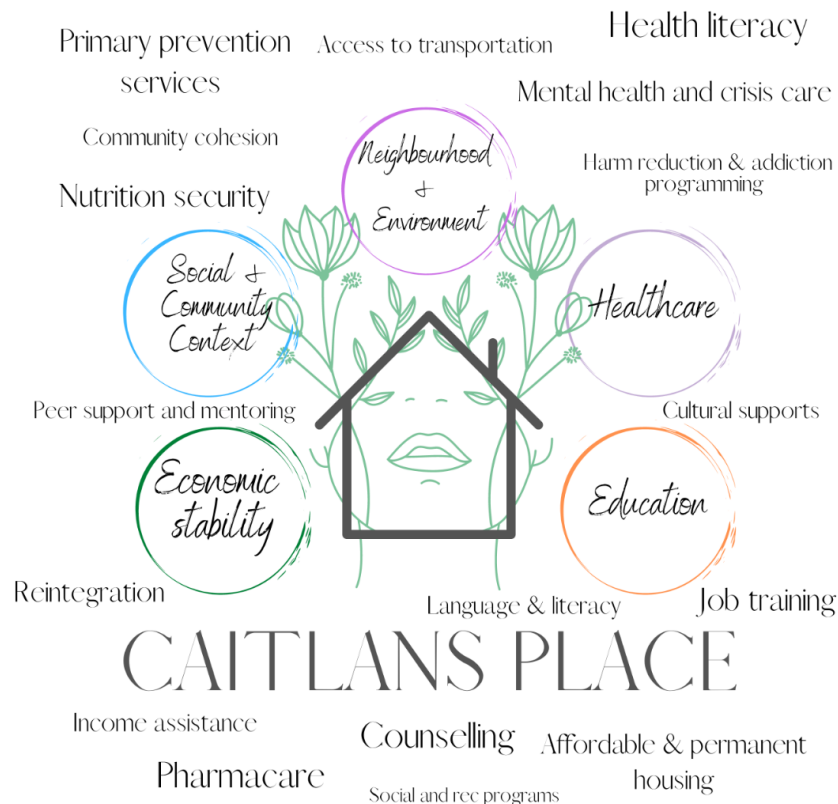 Primary prevention
services
Access to transportation
Health literacy
Mental health and crisis care
Community cohesion
Harm reduction & addiction
programming
Nutrition security
Neighbourhood
&
Environment
Social &
Community
Context
Healthcare
Peer support and mentoring
Cultural supports
Economic
stability
Education
Reintegration
Language & literacy
Job training
CAITLANS PLACE
Income assistance
Counselling
Affordable & permanent
housing
Pharmacare
Social and rec programs